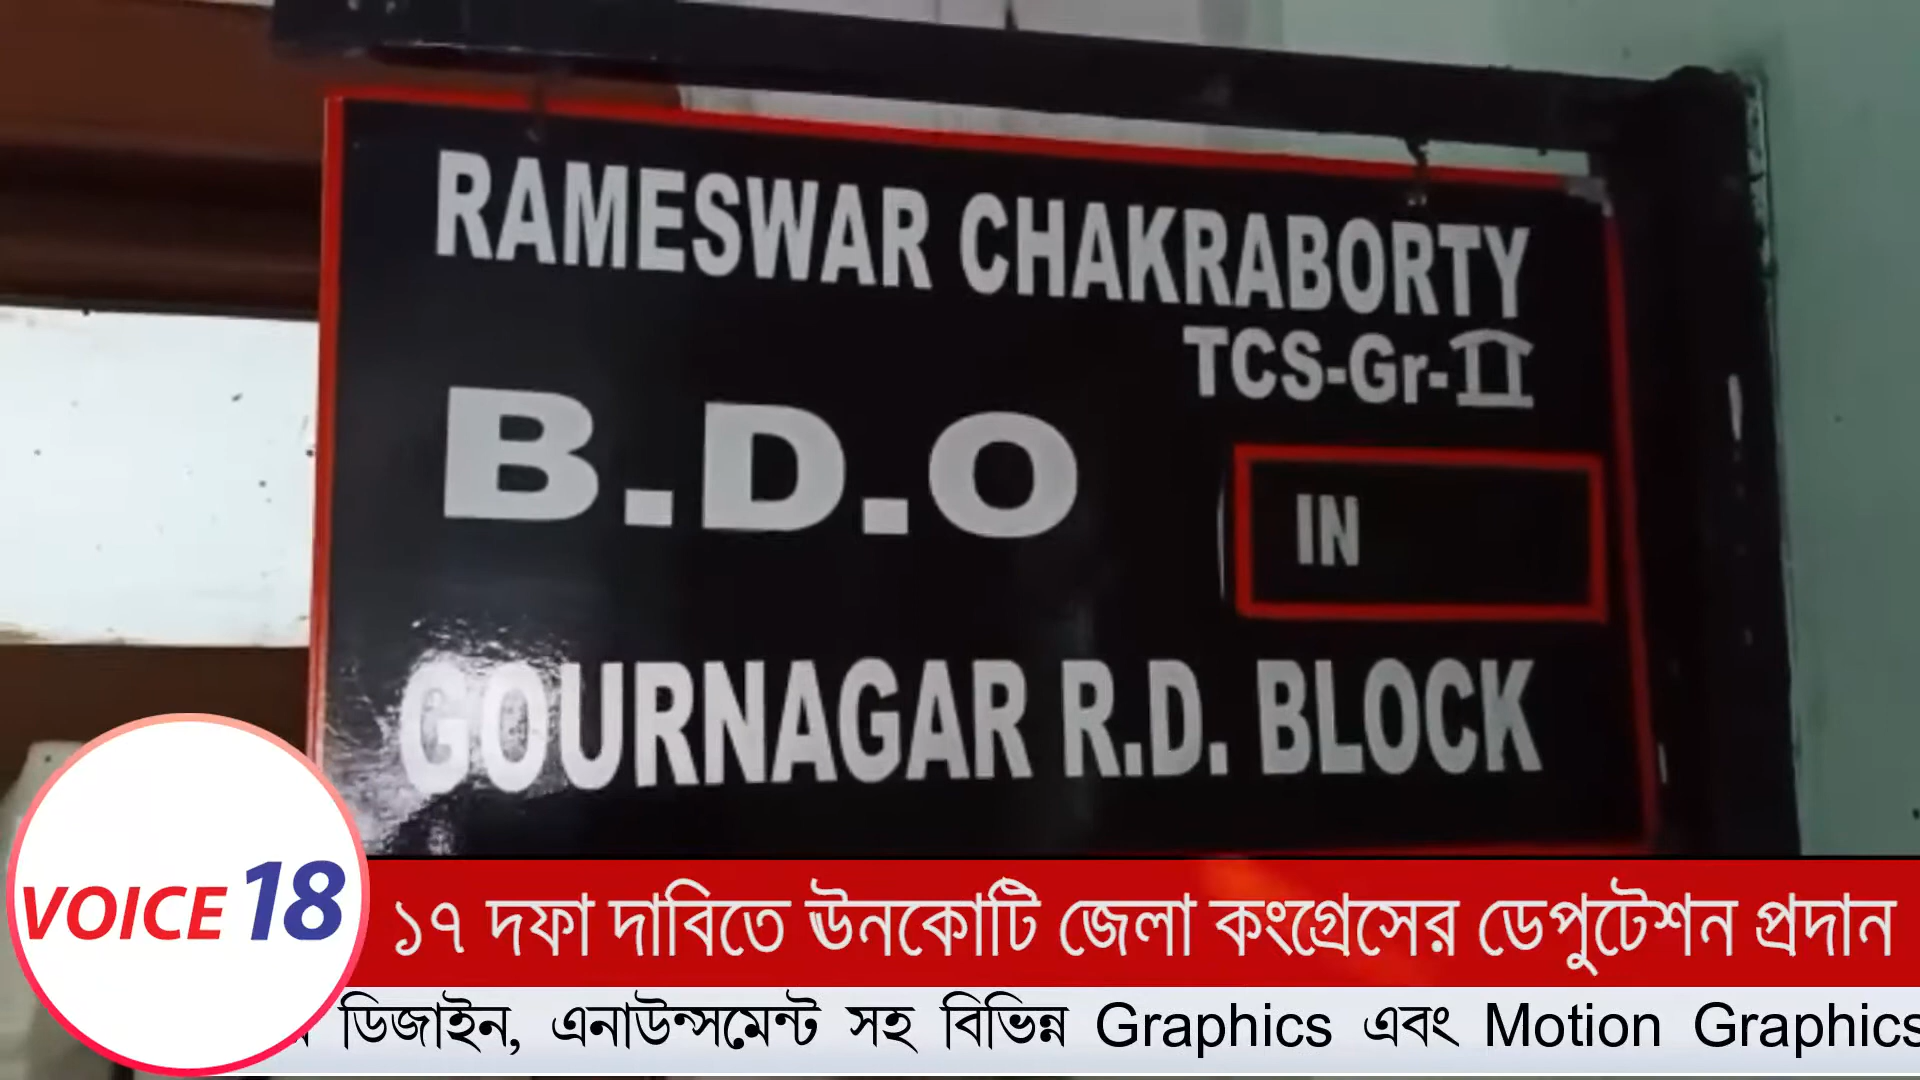 RAMESWAR CHAKRABORTY
TCS-Gr-II
B.D.O
IN
GOURNAGAR R.D. BLOCK
VOICE 18
১৭ দফা দাবিতে ঊনকোটি জেলা কংগ্রেসের ডেপুটেশন প্রদান
ডিজাইন, এনাউন্সমেন্ট সহ বিভিন্ন Graphics এবং Motion Graphics